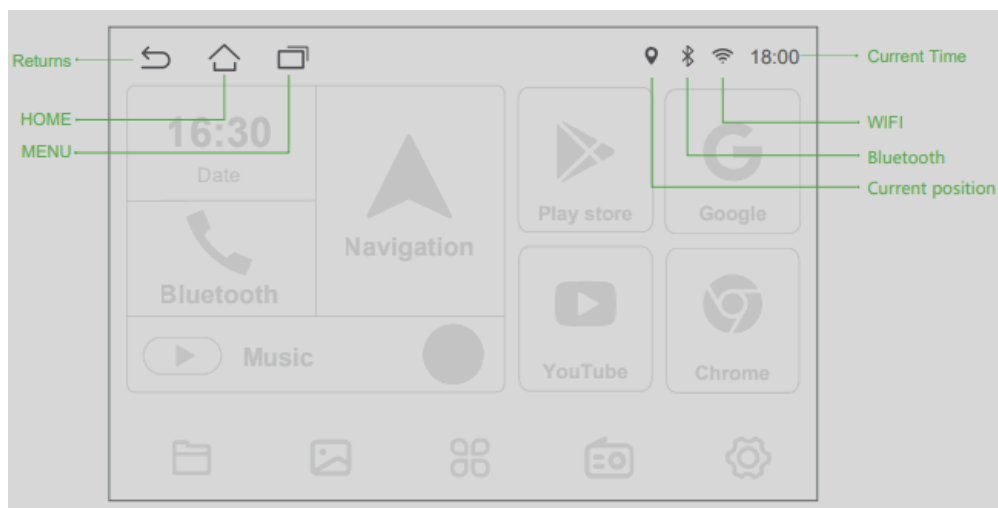 Returns
HOME
MENU
18:00
Current Time
WIFI
Bluetooth
Current position
16:30
Date
Bluetooth
Navigation
Music
Play store
Google
YouTube
Chrome